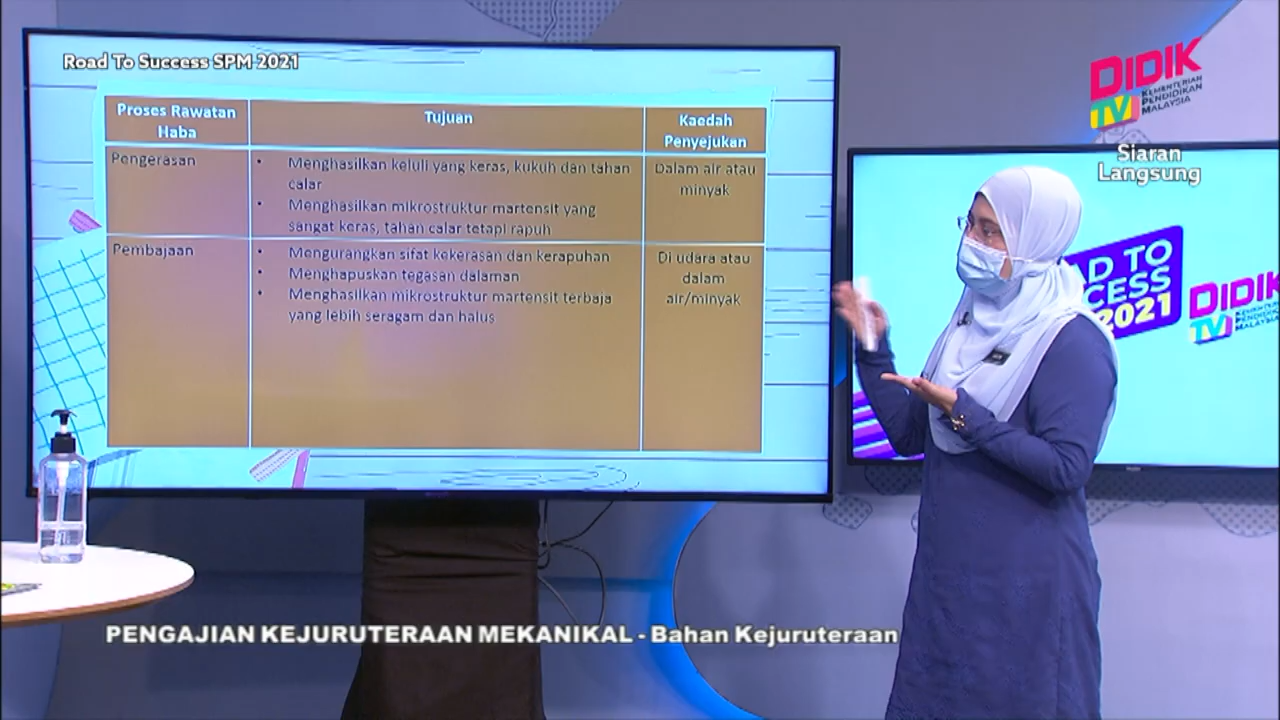 Road To Success SPM 2021
DIDIK
TV
KEMENTERIAN
PENDIDIKAN
MALAYSIA
Siaran
Langsung
Proses Rawatan
Haba
Tujuan
Kaedah
Penyejukan
Pengerasan
• Menghasilkan keluli yang keras, kukuh dan tahan
calar
• Menghasilkan mikrostruktur martensit yang
sangat keras, tahan calar tetapi rapuh
Dalam air atau
minyak
Pembajaan
• Mengurangkan sifat kekerasan dan kerapuhan
• Menghapuskan tegasan dalaman
• Menghasilkan mikrostruktur martensit terbaja
yang lebih seragam dan halus
Di udara atau
dalam
air/minyak
AD TO
CESS
2021
DIDIK
TV
KEMENTERIAN
PENDIDIKAN
MALAYSIA
PENGAJIAN KEJURUTERAAN MEKANIKAL - Bahan Kejuruteraan